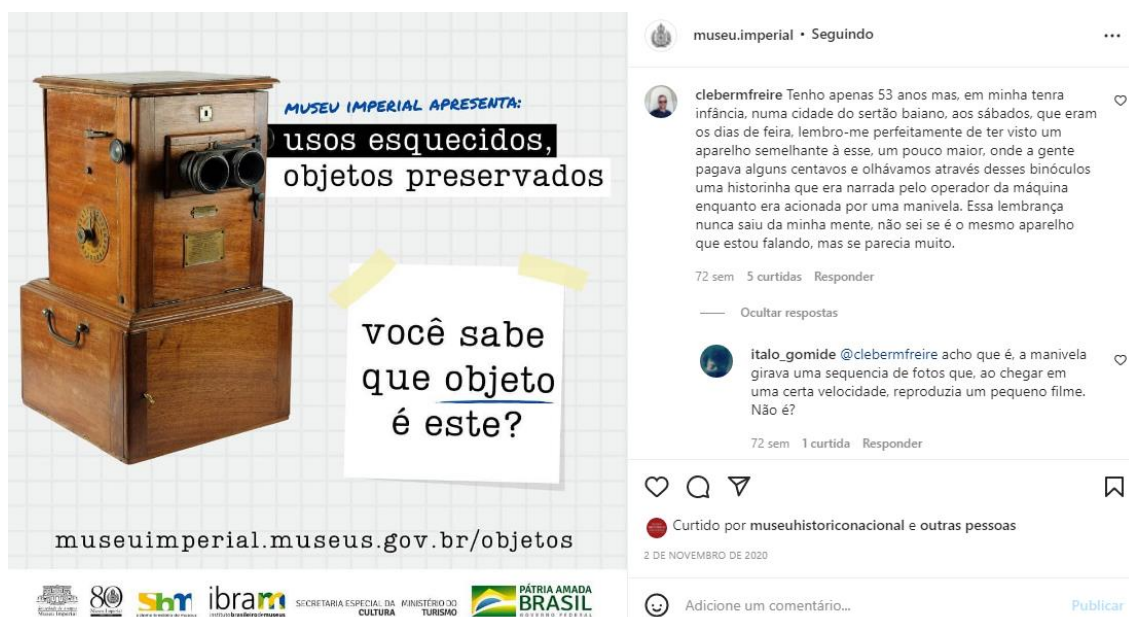 MUSEU IMPERIAL APRESENTA:
usos esquecidos,
objetos preservados
você sabe
que objeto
é este?
museuimperial.museus.gov.br/objetos
80
sbm
ibram
SECRETARIA ESPECIAL DA
CULTURA
MINISTÉRIO DO
TURISMO
PÁTRIA AMADA
BRASIL
GOVERNO FEDERAL
museu.imperial • Seguindo
clebermfreire Tenho apenas 53 anos mas, em minha tenra
infância, numa cidade do sertão baiano, aos sábados, que eram
os dias de feira, lembro-me perfeitamente de ter visto um
aparelho semelhante à esse, um pouco maior, onde a gente
pagava alguns centavos e olhávamos através desses binóculos
uma historinha que era narrada pelo operador da máquina
enquanto era acionada por uma manivela. Essa lembrança
nunca saiu da minha mente, não sei se é o mesmo aparelho
que estou falando, mas se parecia muito.
72 sem 5 curtidas Responder
Ocultar respostas
italo_gomide @clebermfreire acho que é, a manivela
girava uma sequencia de fotos que, ao chegar em
uma certa velocidade, reproduzia um pequeno filme.
Não é?
72 sem 1 curtida Responder
Curtido por museuhistoriconacional e outras pessoas
2 DE NOVEMBRO DE 2020
Adicione um comentário...
Publicar